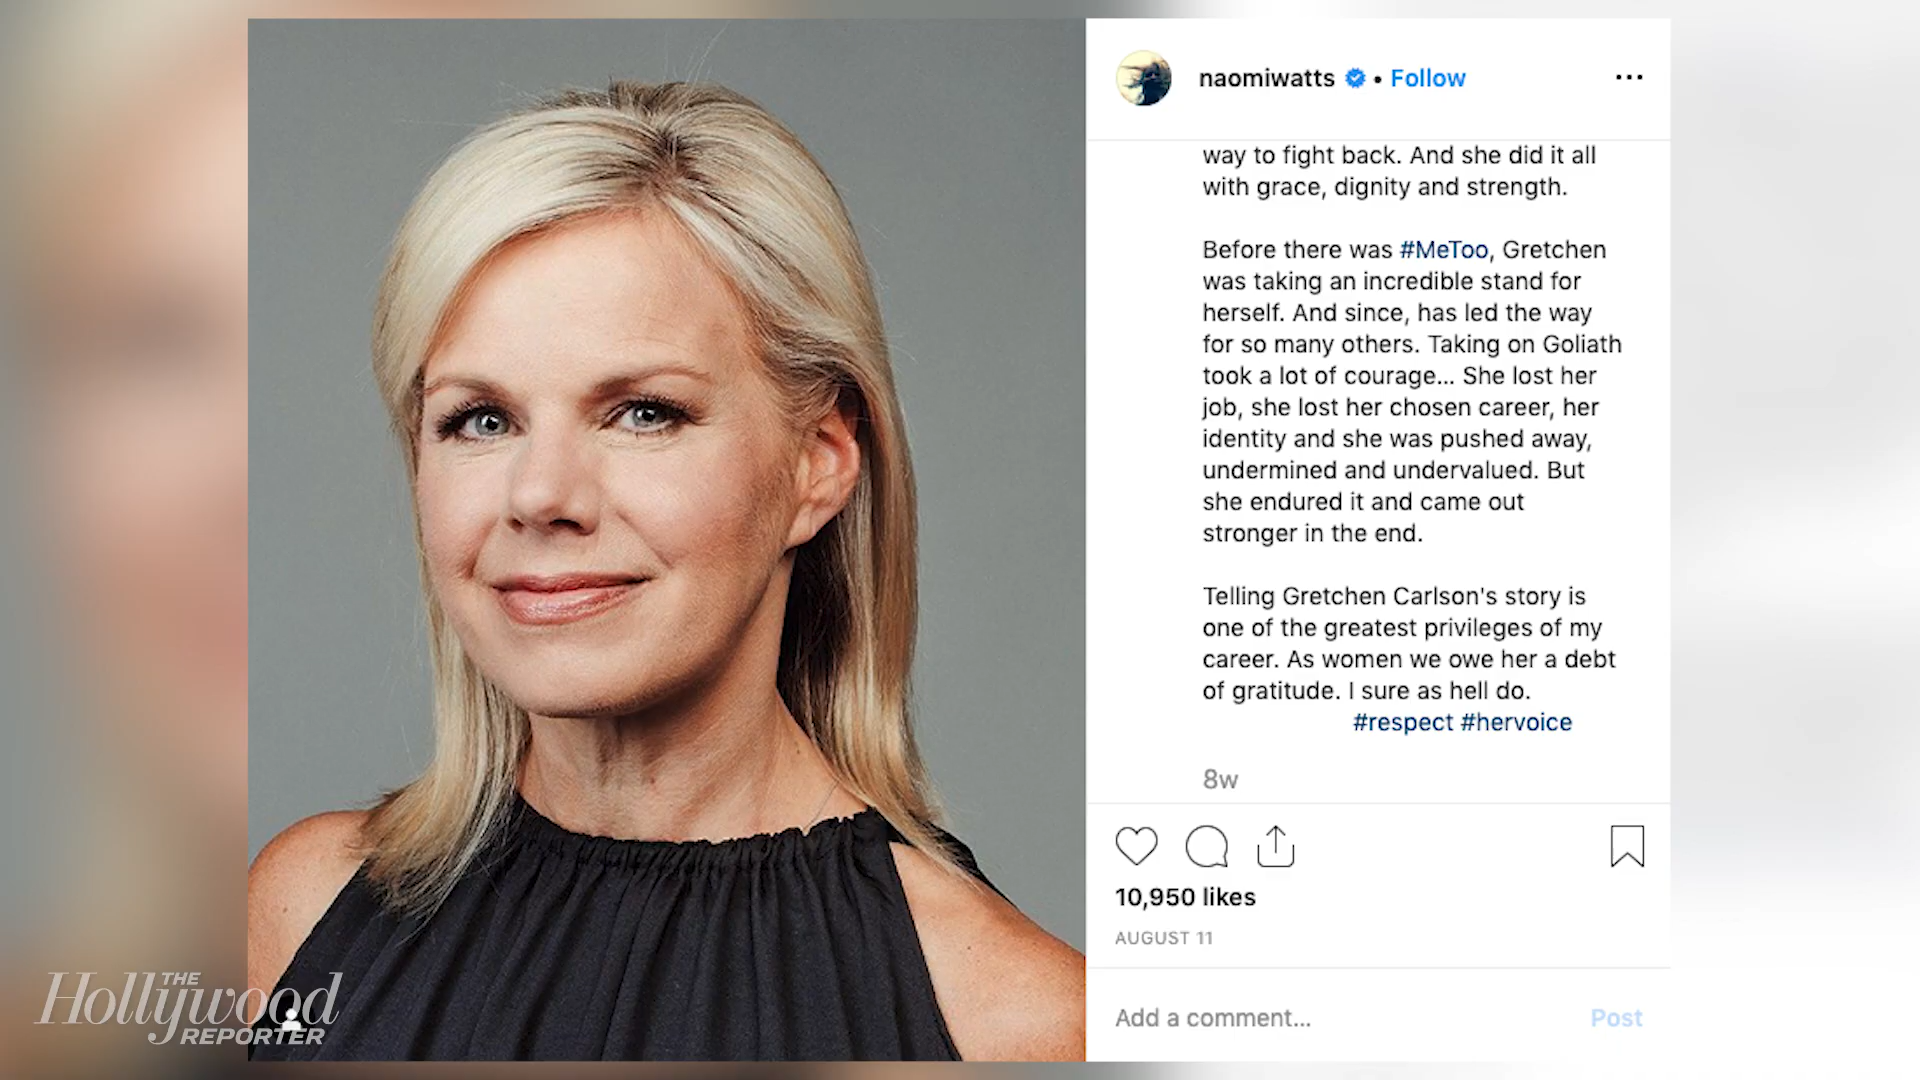 naomiwatts • Follow
way to fight back. And she did it all
with grace, dignity and strength.
Before there was #MeToo, Gretchen
was taking an incredible stand for
herself. And since, has led the way
for so many others. Taking on Goliath
took a lot of courage... She lost her
job, she lost her chosen career, her
identity and she was pushed away,
undermined and undervalued. But
she endured it and came out
stronger in the end.
Telling Gretchen Carlson's story is
one of the greatest privileges of my
career. As women we owe her a debt
of gratitude. I sure as hell do.
#respect #hervoice
8w
10,950 likes
AUGUST 11
Add a comment... Post
THE
Hollywood
REPORTER